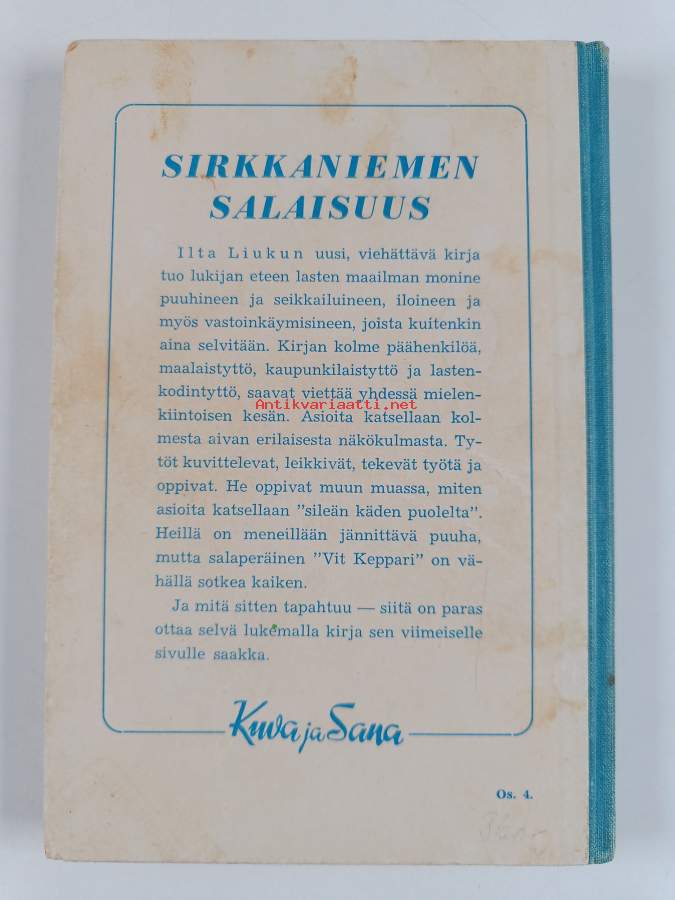 SIRKKANIEMEN
SALAISUUS
Ilta Liukun uusi, viehättävä kirja
tuo lukijan eteen lasten maailman monine
puuhineen ja seikkailuineen, iloineen ja
myös vastoinkäymisineen, joista kuitenkin
aina selvitään. Kirjan kolme päähenkilöä,
maalaistyttö, kaupunkilaistyttö ja lasten-
kodintyttö, saavat viettää yhdessä mielen-
Antikvariaatti.net
kiintoisen kesän. Asioita katsellaan kol-
mesta aivan erilaisesta näkökulmasta. Ty-
töt kuvittelevat, leikkivät, tekevät työtä ja
oppivat. He oppivat muun muassa, miten
asioita katsellaan "sileän käden puolelta".
Heillä on meneillään jännittävä puuha,
mutta salaperäinen "Vit Keppari" on vä-
hällä sotkea kaiken.
Ja mitä sitten tapahtuu — siitä on paras
ottaa selvä lukemalla kirja sen viimeiselle
sivulle saakka.
Kuva ja Sana
Os. 4.